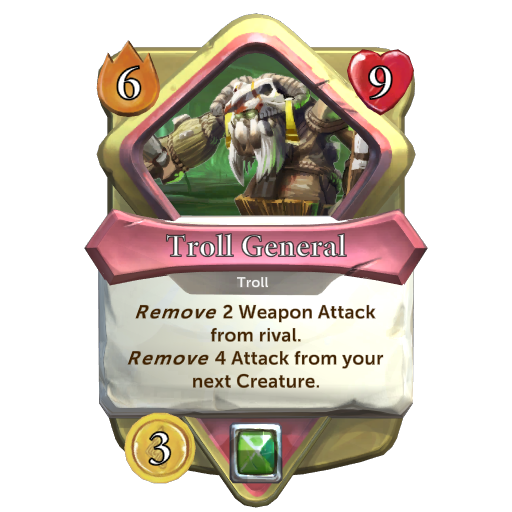 6
9
Troll General
Troll
Remove 2 Weapon Attack
from rival.
Remove 4 Attack from your
next Creature.
3